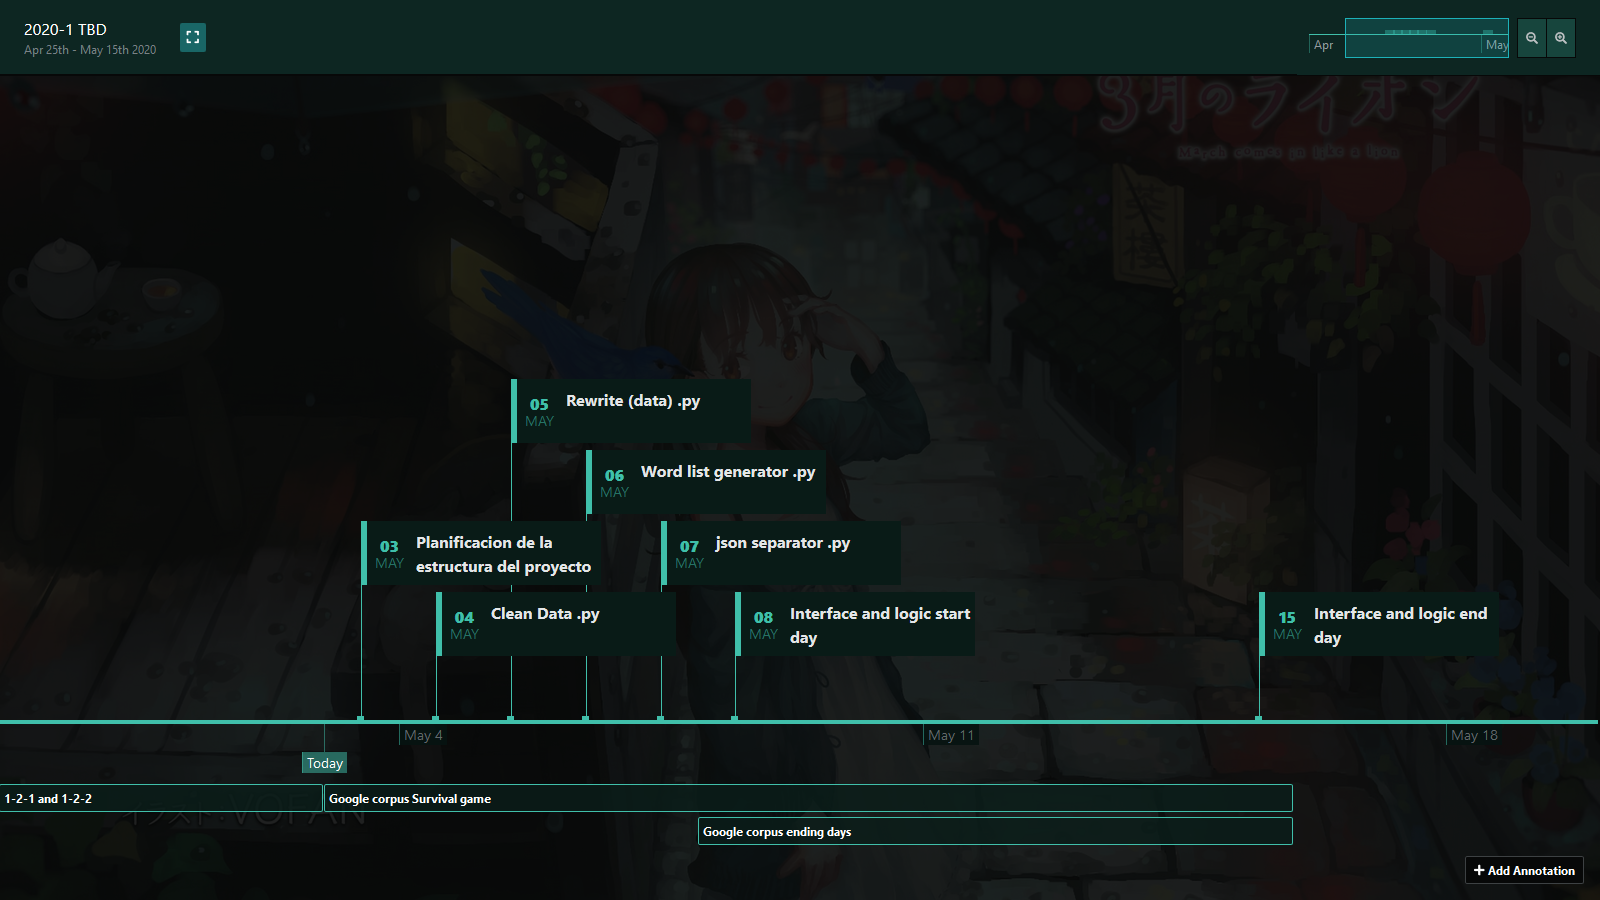 2020-1 TBD
Apr 25th - May 15th 2020
Apr
May
3月のライオン
March comes in like a lion
05
MAY
Rewrite (data) .py
06
MAY
Word list generator .py
03
MAY
Planificacion de la
estructura del proyecto
07
MAY
json separator .py
04
MAY
Clean Data .py
08
MAY
Interface and logic start
day
15
MAY
Interface and logic end
day
May 4
May 11
May 18
Today
1-2-1 and 1-2-2
Google corpus Survival game
イラスト:VOFAN
Google corpus ending days
Add Annotation